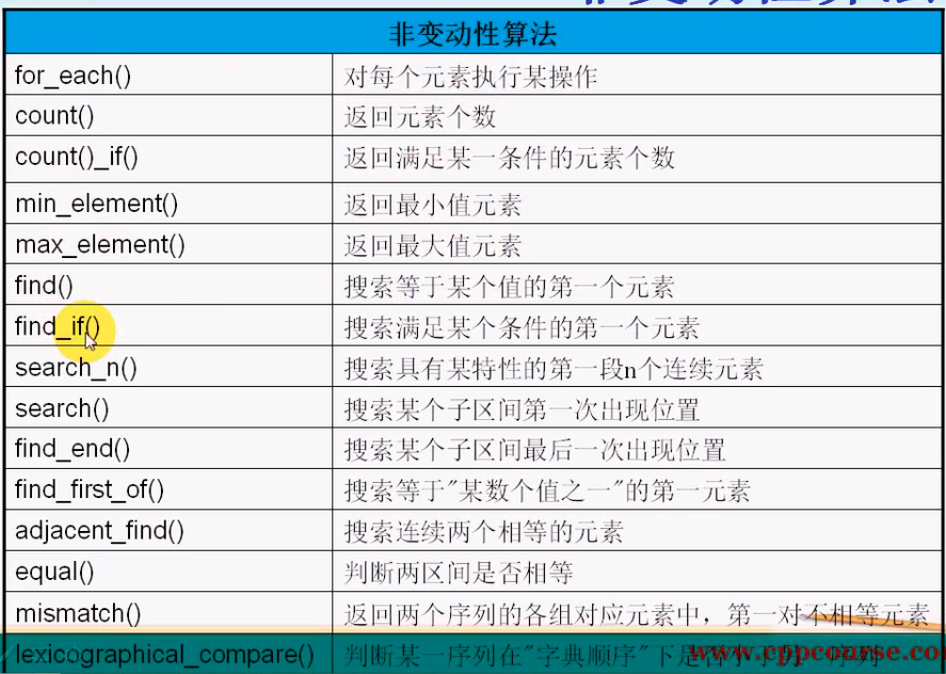 非变动性算法
for_each() 对每个元素执行某操作
count() 返回元素个数
count()_if() 返回满足某一条件的元素个数
min_element() 返回最小值元素
max_element() 返回最大值元素
find() 搜索等于某个值的第一个元素
find_if() 搜索满足某个条件的第一个元素
search_n() 搜索具有某特性的第一段n个连续元素
search() 搜索某个子区间第一次出现位置
find_end() 搜索某个子区间最后一次出现位置
find_first_of() 搜索等于"某数个值之一"的第一元素
adjacent_find() 搜索连续两个相等的元素
equal() 判断两区间是否相等
mismatch() 返回两个序列的各组对应元素中，第一对不相等元素
lexicographical_compare() 判断某一序列在"字典顺序"下是否小于
www.cppcourse.co